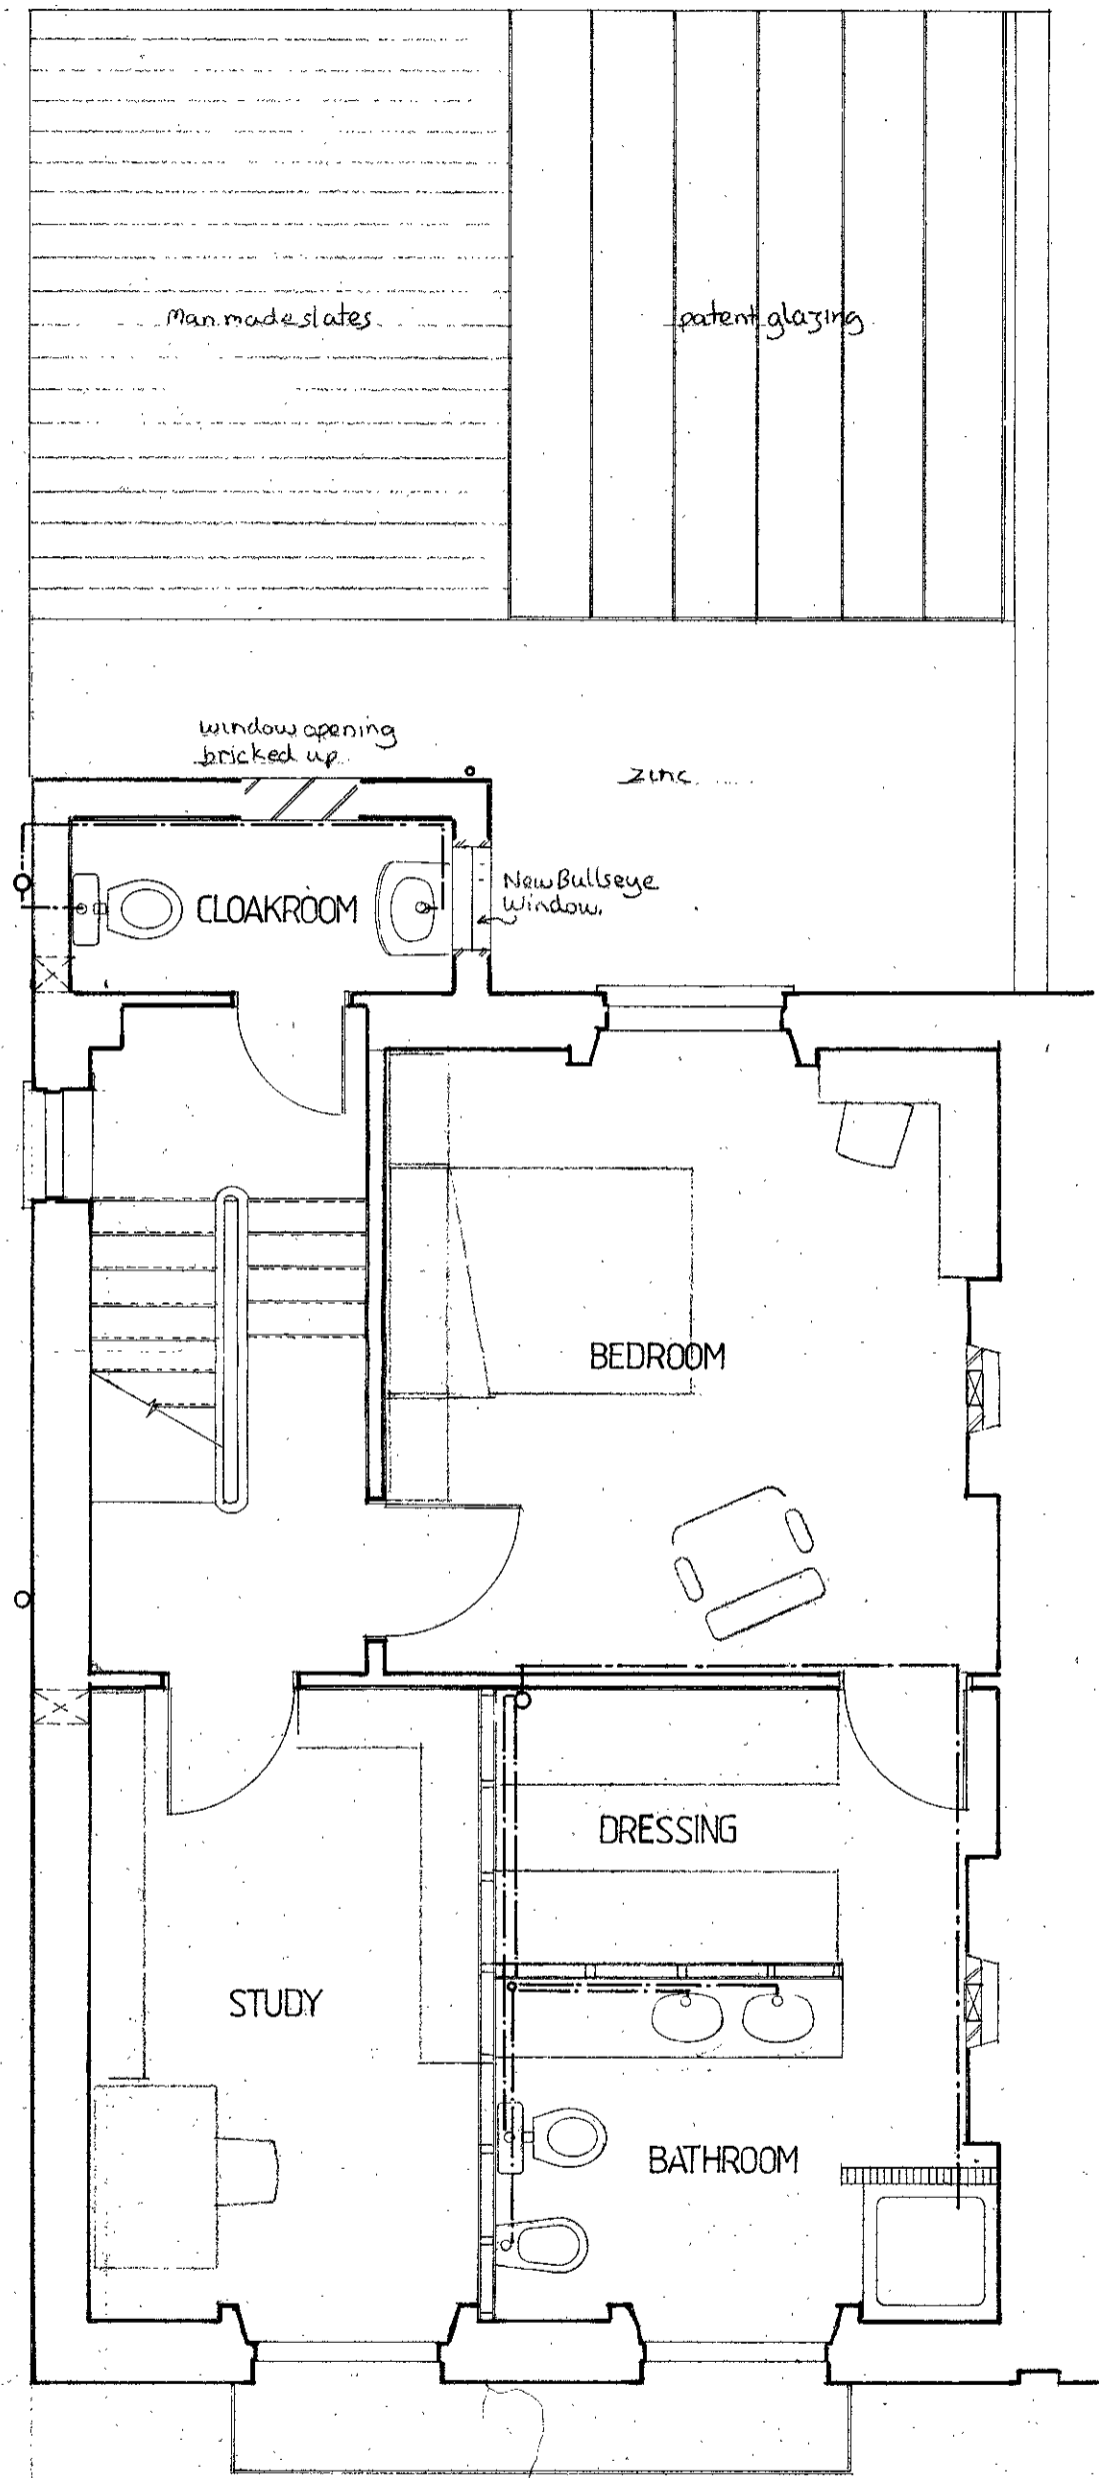 Man made slates
patent glazing
window opening
bricked up
zinc
CLOAKROOM
New Bullseye
Window.
BEDROOM
DRESSING
STUDY
BATHROOM